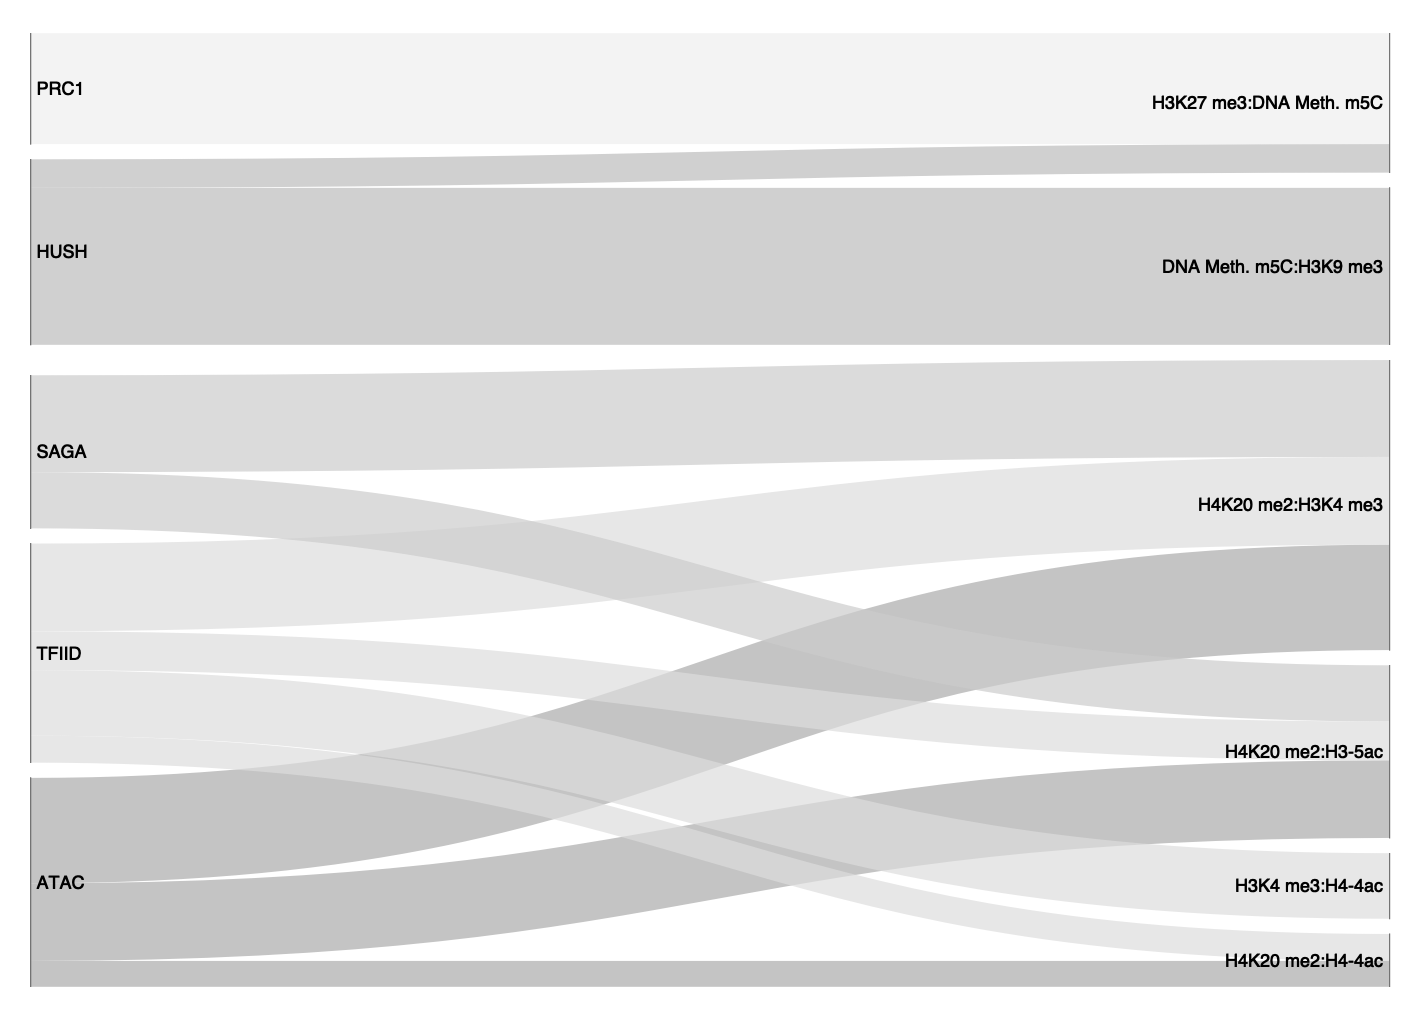 PRC1
H3K27 me3:DNA Meth. m5C
HUSH
DNA Meth. m5C:H3K9 me3
SAGA
H4K20 me2:H3K4 me3
TFIID
H4K20 me2:H3-5ac
ATAC
H3K4 me3:H4-4ac
H4K20 me2:H4-4ac